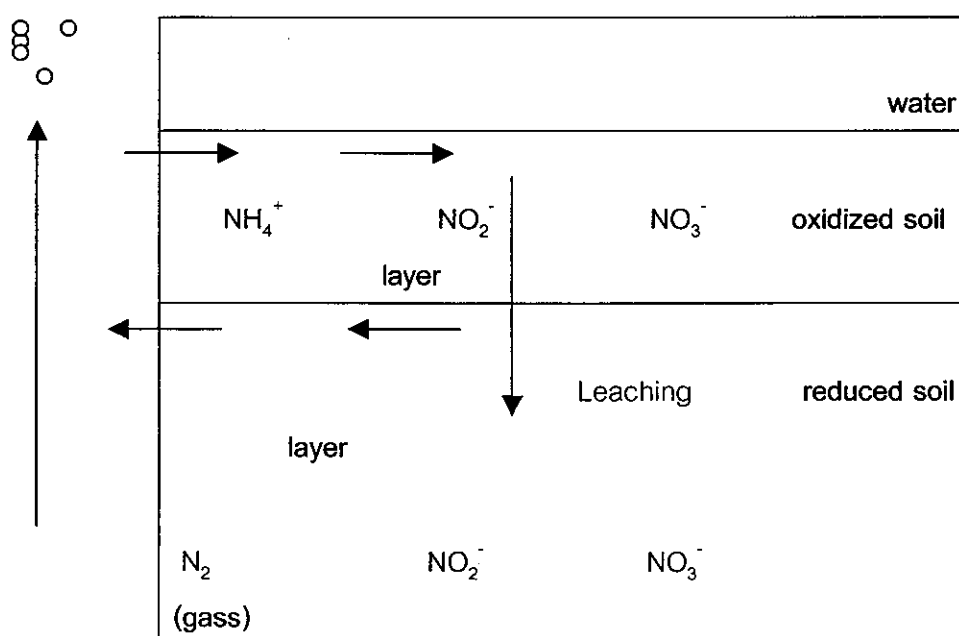 water
NH₄⁺ NO₂⁻ NO₃⁻ oxidized soil
layer
Leaching reduced soil
layer
N₂ NO₂⁻ NO₃⁻
(gass)